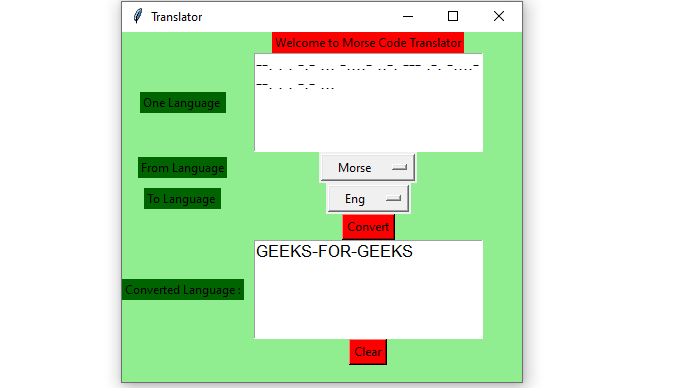 Translator
Welcome to Morse Code Translator
--. . . -.- ... -....- ..-. --- .-. -....-
--. . . -.- ...
One Language
From Language
Morse
To Language
Eng
Convert
GEEKS-FOR-GEEKS
Converted Language :
Clear